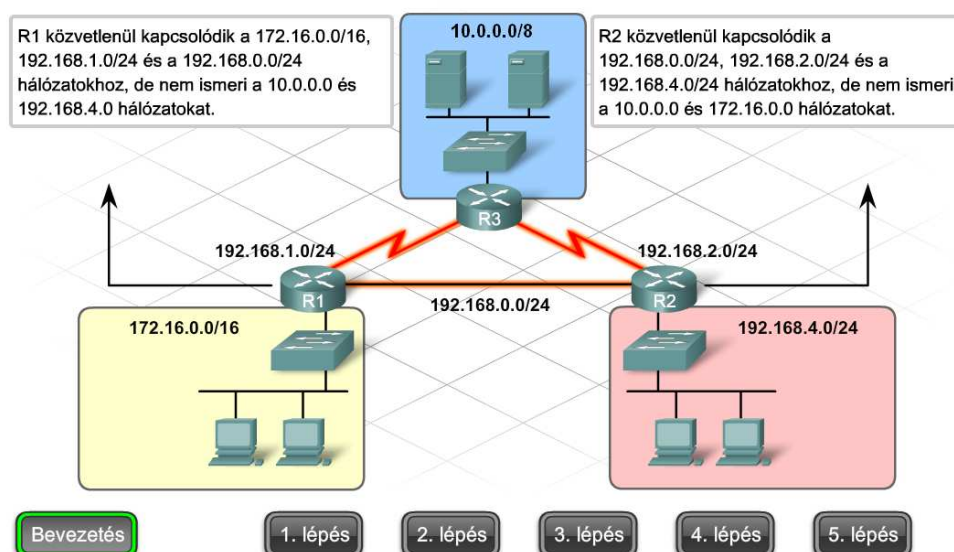 R1 közvetlenül kapcsolódik a 172.16.0.0/16,
192.168.1.0/24 és a 192.168.0.0/24
hálózatokhoz, de nem ismeri a 10.0.0.0 és
192.168.4.0 hálózatokat.
10.0.0.0/8
R2 közvetlenül kapcsolódik a
192.168.0.0/24, 192.168.2.0/24 és a
192.168.4.0/24 hálózatokhoz, de nem ismeri
a 10.0.0.0 és 172.16.0.0 hálózatokat.
R3
192.168.1.0/24
192.168.2.0/24
R1
R2
192.168.0.0/24
172.16.0.0/16
192.168.4.0/24
Bevezetés
1. lépés
2. lépés
3. lépés
4. lépés
5. lépés